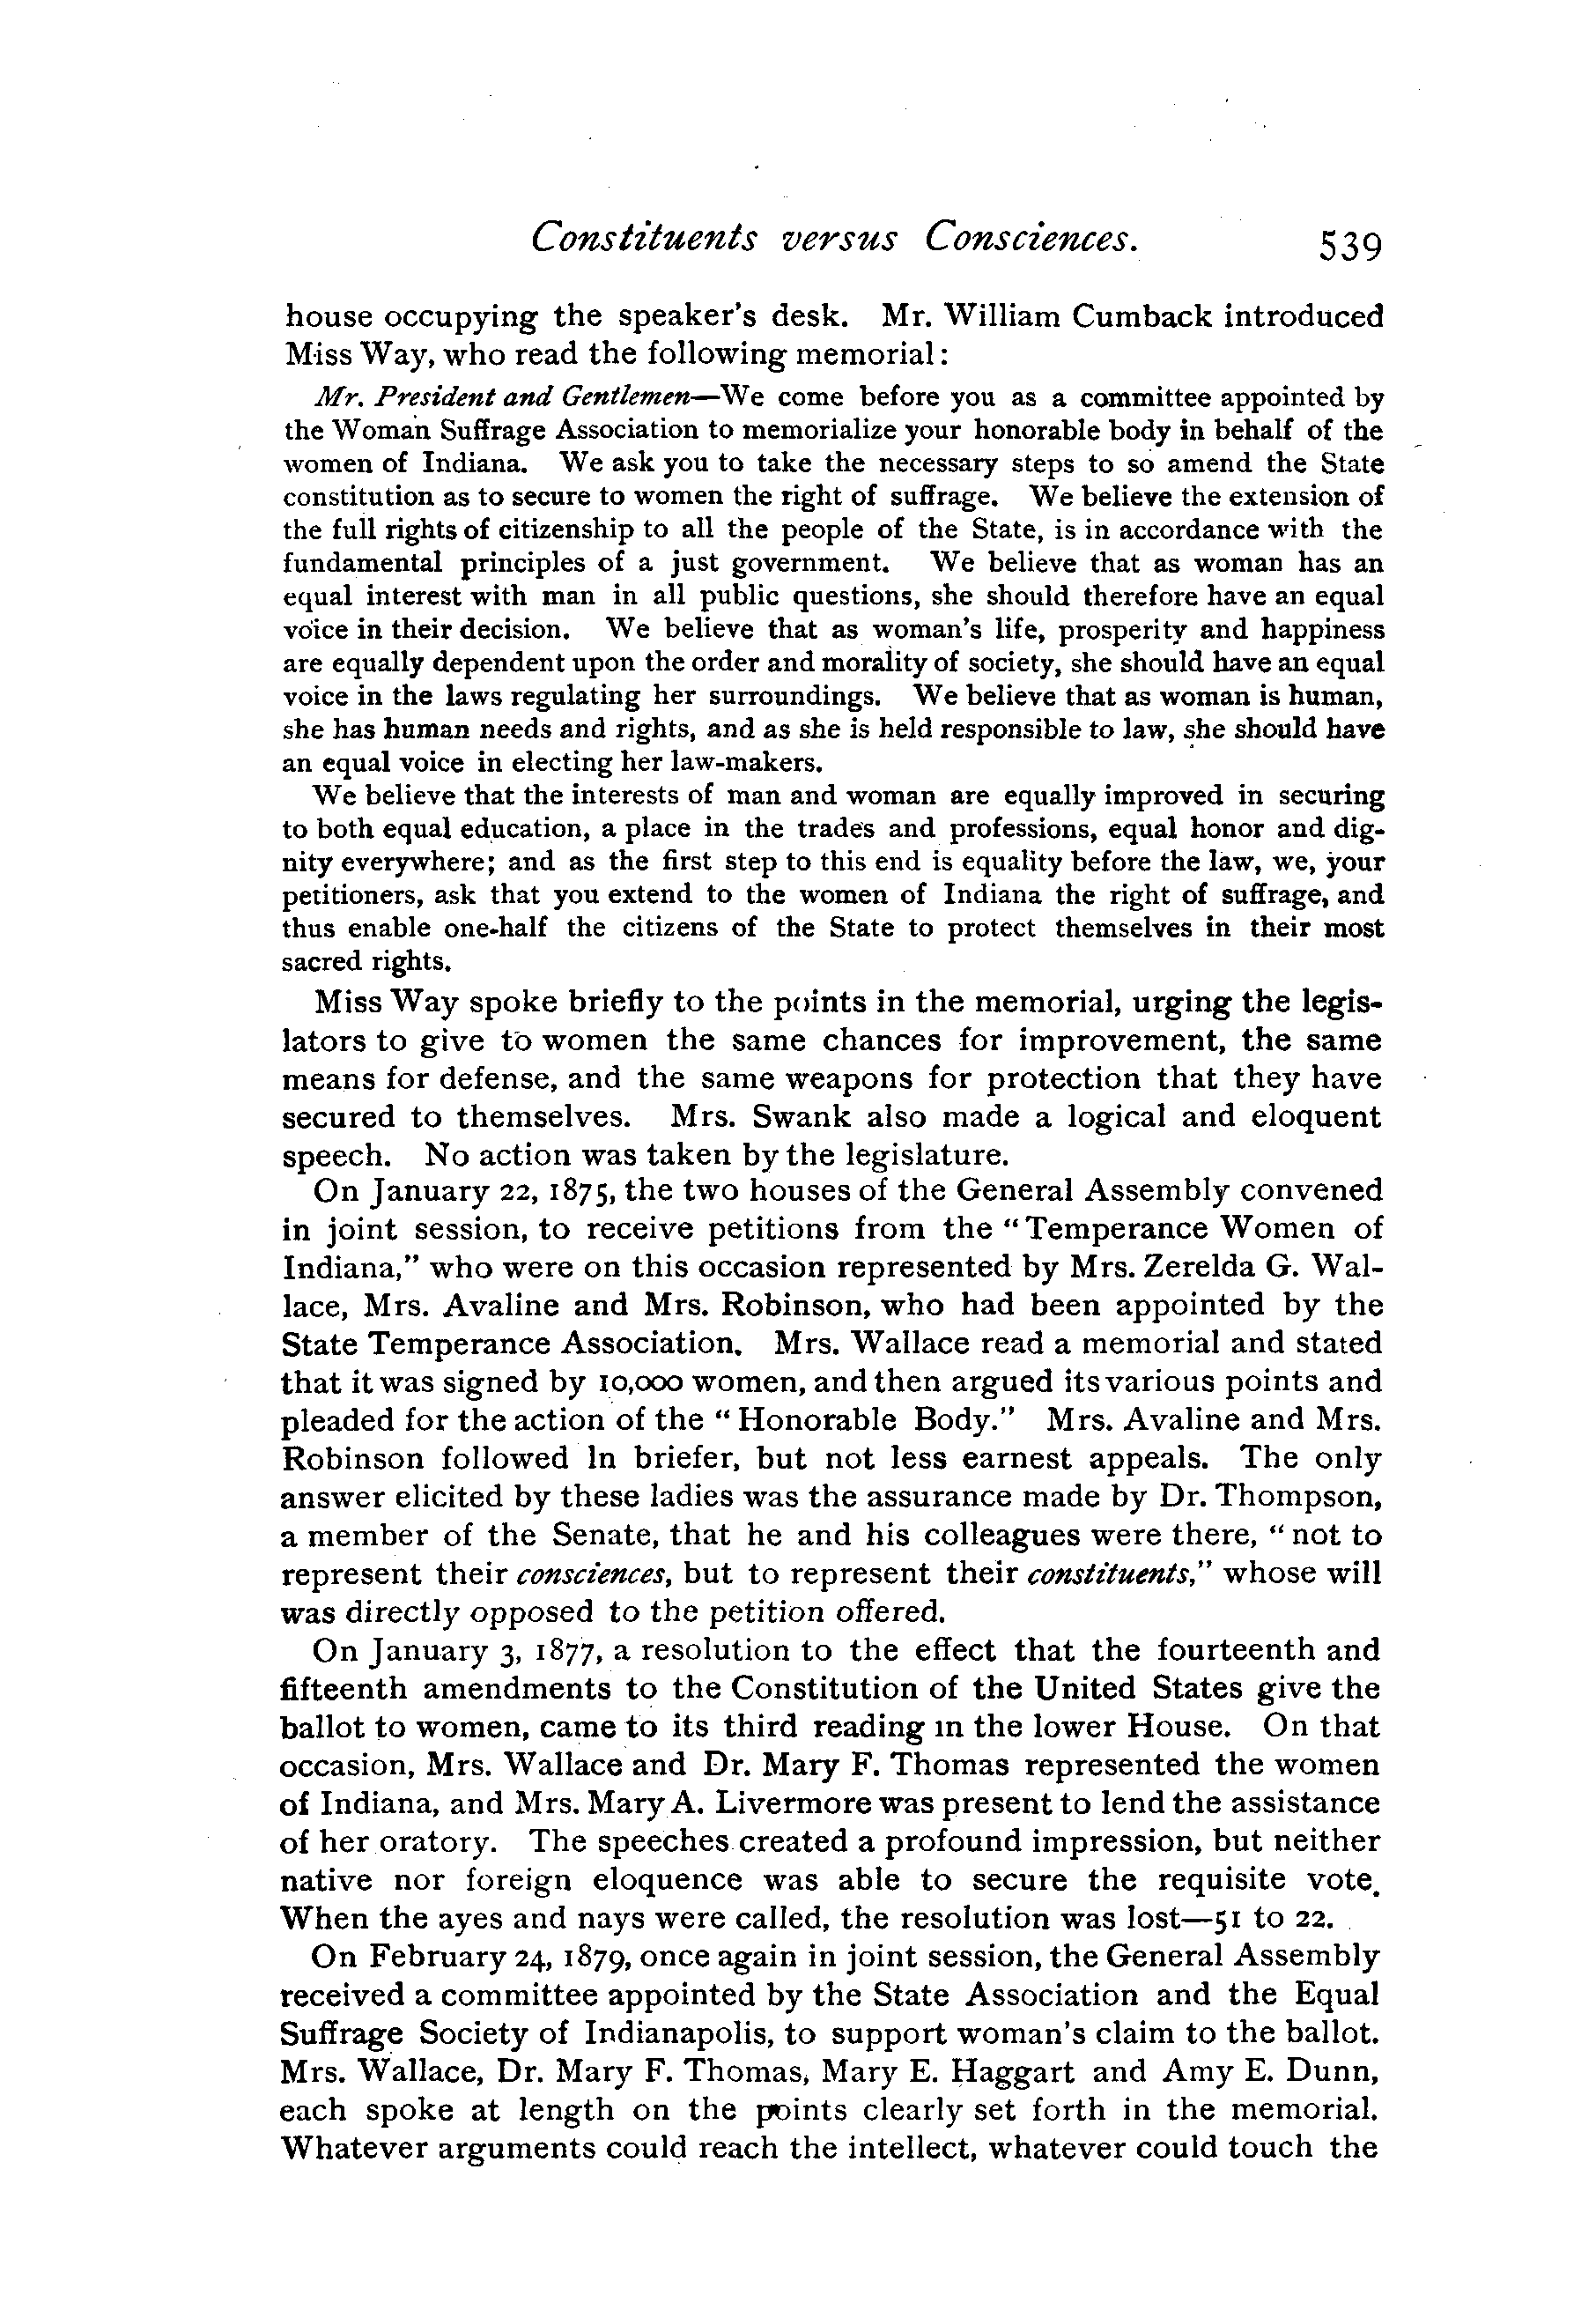 Constituents versus Consciences. 539
house occupying the speaker's desk. Mr. William Cumback introduced
Miss Way, who read the following memorial:
Mr. President and Gentlemen—We come before you as a committee appointed by
the Woman Suffrage Association to memorialize your honorable body in behalf of the
women of Indiana. We ask you to take the necessary steps to so amend the State
constitution as to secure to women the right of suffrage. We believe the extension of
the full rights of citizenship to all the people of the State, is in accordance with the
fundamental principles of a just government. We believe that as woman has an
equal interest with man in all public questions, she should therefore have an equal
voice in their decision. We believe that as woman's life, prosperity and happiness
are equally dependent upon the order and morality of society, she should have an equal
voice in the laws regulating her surroundings. We believe that as woman is human,
she has human needs and rights, and as she is held responsible to law, she should have
an equal voice in electing her law-makers.
We believe that the interests of man and woman are equally improved in securing
to both equal education, a place in the trades and professions, equal honor and dig-
nity everywhere; and as the first step to this end is equality before the law, we, your
petitioners, ask that you extend to the women of Indiana the right of suffrage, and
thus enable one-half the citizens of the State to protect themselves in their most
sacred rights.
Miss Way spoke briefly to the points in the memorial, urging the legis-
lators to give to women the same chances for improvement, the same
means for defense, and the same weapons for protection that they have
secured to themselves. Mrs. Swank also made a logical and eloquent
speech. No action was taken by the legislature.
On January 22, 1875, the two houses of the General Assembly convened
in joint session, to receive petitions from the "Temperance Women of
Indiana," who were on this occasion represented by Mrs. Zerelda G. Wal-
lace, Mrs. Avaline and Mrs. Robinson, who had been appointed by the
State Temperance Association. Mrs. Wallace read a memorial and stated
that it was signed by 10,000 women, and then argued its various points and
pleaded for the action of the "Honorable Body." Mrs. Avaline and Mrs.
Robinson followed In briefer, but not less earnest appeals. The only
answer elicited by these ladies was the assurance made by Dr. Thompson,
a member of the Senate, that he and his colleagues were there, "not to
represent their consciences, but to represent their constituents," whose will
was directly opposed to the petition offered.
On January 3, 1877, a resolution to the effect that the fourteenth and
fifteenth amendments to the Constitution of the United States give the
ballot to women, came to its third reading in the lower House. On that
occasion, Mrs. Wallace and Dr. Mary F. Thomas represented the women
of Indiana, and Mrs. Mary A. Livermore was present to lend the assistance
of her oratory. The speeches created a profound impression, but neither
native nor foreign eloquence was able to secure the requisite vote.
When the ayes and nays were called, the resolution was lost—51 to 22.
On February 24, 1879, once again in joint session, the General Assembly
received a committee appointed by the State Association and the Equal
Suffrage Society of Indianapolis, to support woman's claim to the ballot.
Mrs. Wallace, Dr. Mary F. Thomas, Mary E. Haggart and Amy E. Dunn,
each spoke at length on the points clearly set forth in the memorial.
Whatever arguments could reach the intellect, whatever could touch the